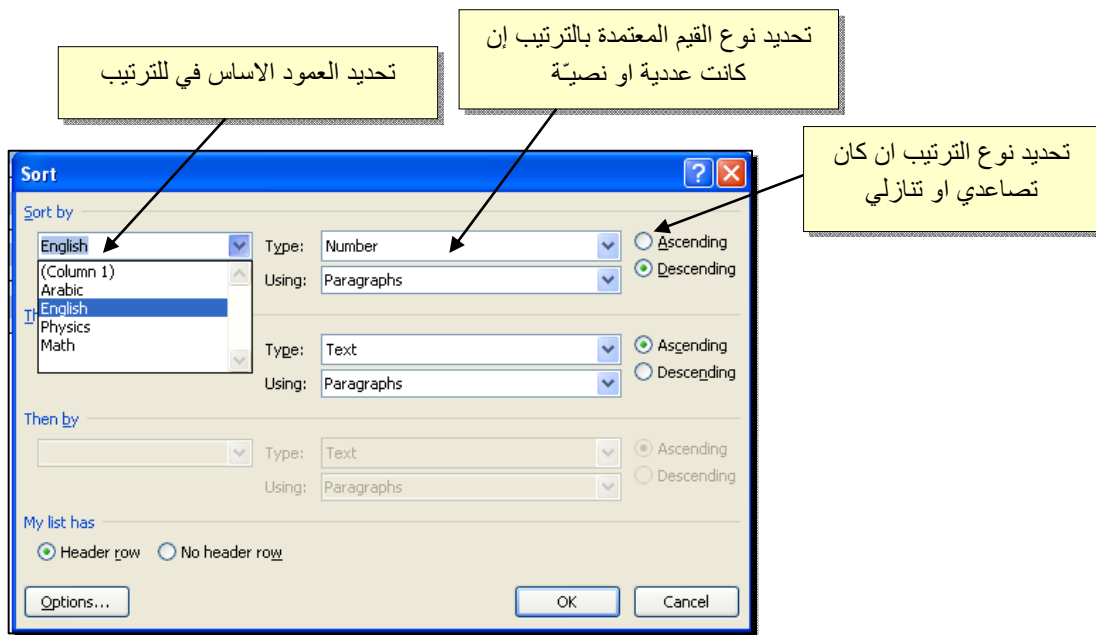 تحديد نوع القيم المعتمدة بالترتيب إن
كانت عددية او نصيّة
تحديد العمود الاساس في للترتيب
تحديد نوع الترتيب ان كان
تصاعدي او تنازلي
Sort
Sort by
English
Type:
Number
Ascending
(Column 1)
Arabic
English
Physics
Math
Using:
Paragraphs
Descending
Th
Type:
Text
Ascending
Using:
Paragraphs
Descending
Then by
Type:
Text
Ascending
Using:
Paragraphs
Descending
My list has
Header row
No header row
Options...
OK
Cancel